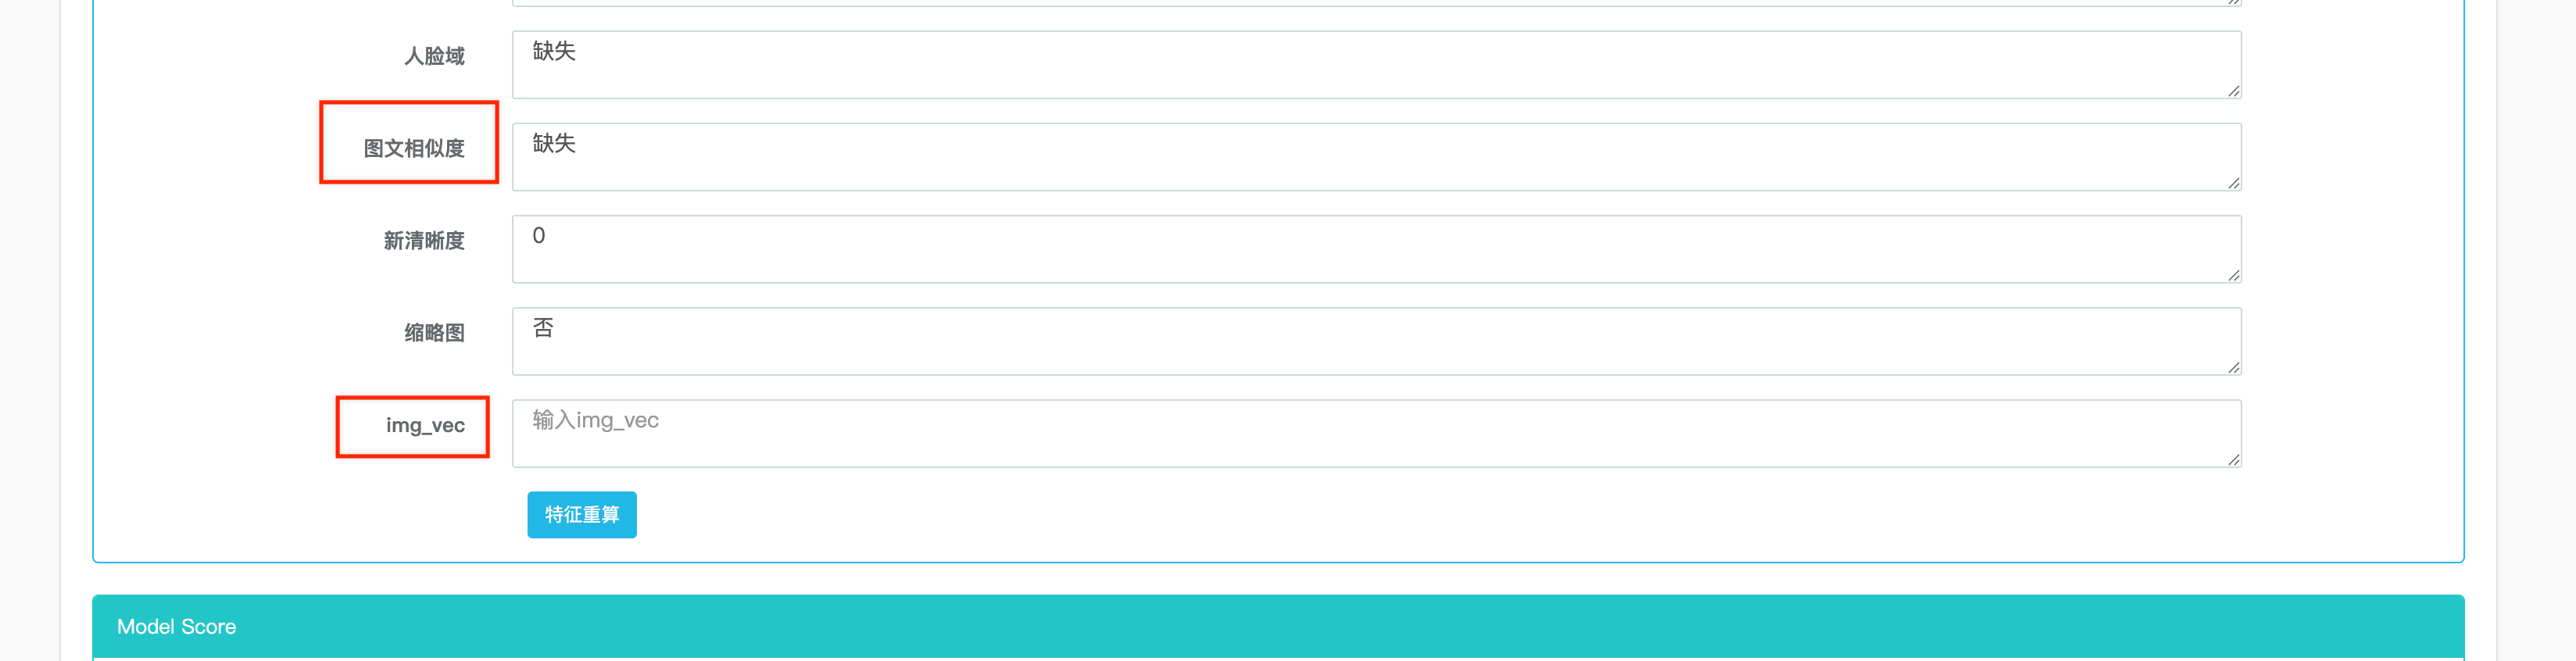 人脸域 缺失
图文相似度 缺失
新清晰度 0
缩略图 否
img_vec 输入img_vec
特征重算
Model Score